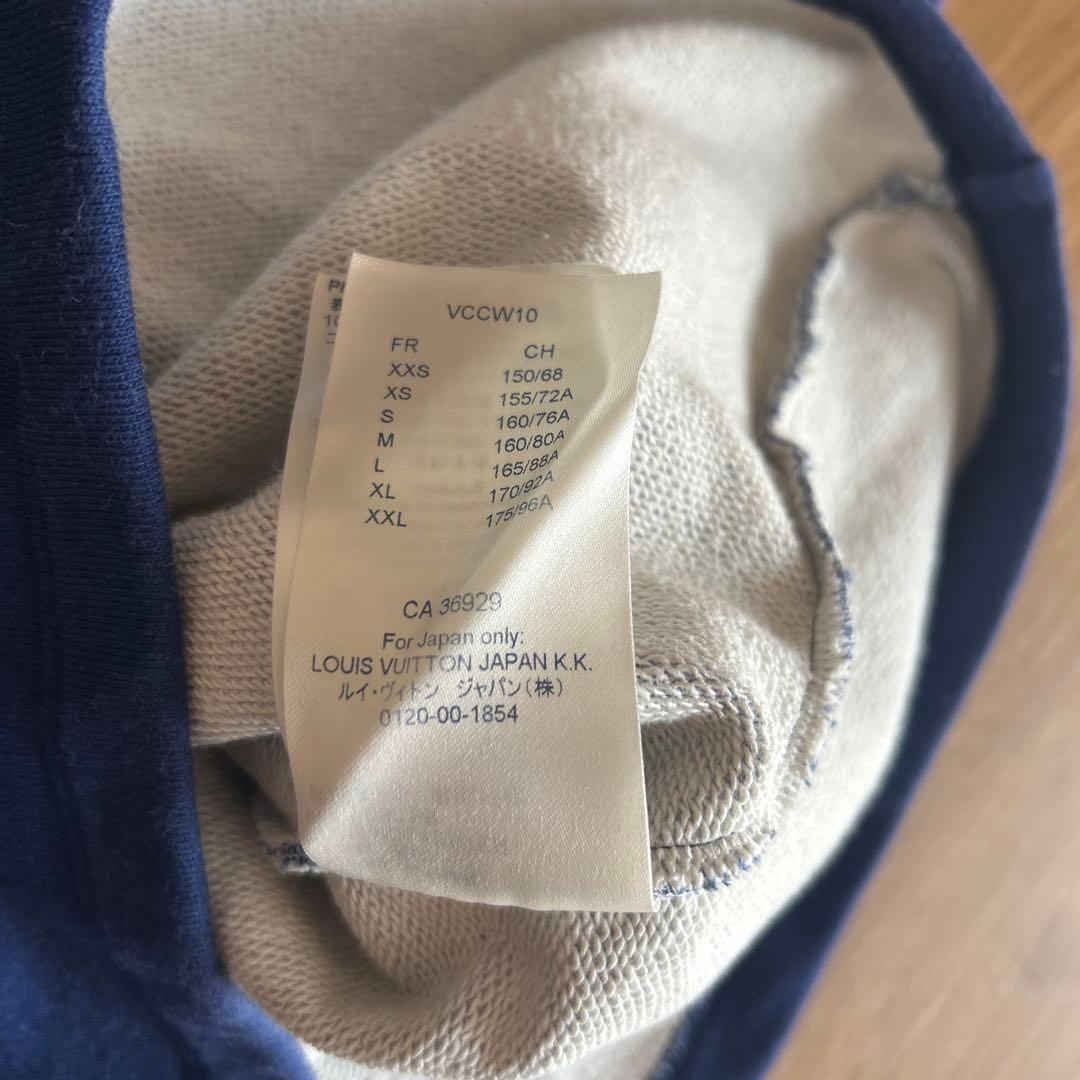 VCCW10
FR CH
XXS 150/68
XS 155/72A
S 160/76A
M 160/80A
L 165/88A
XL 170/92A
XXL 175/96A
CA 36929
For Japan only:
LOUIS VUITTON JAPAN K.K.
ルイ・ヴィトン ジャパン(株)
0120-00-1854